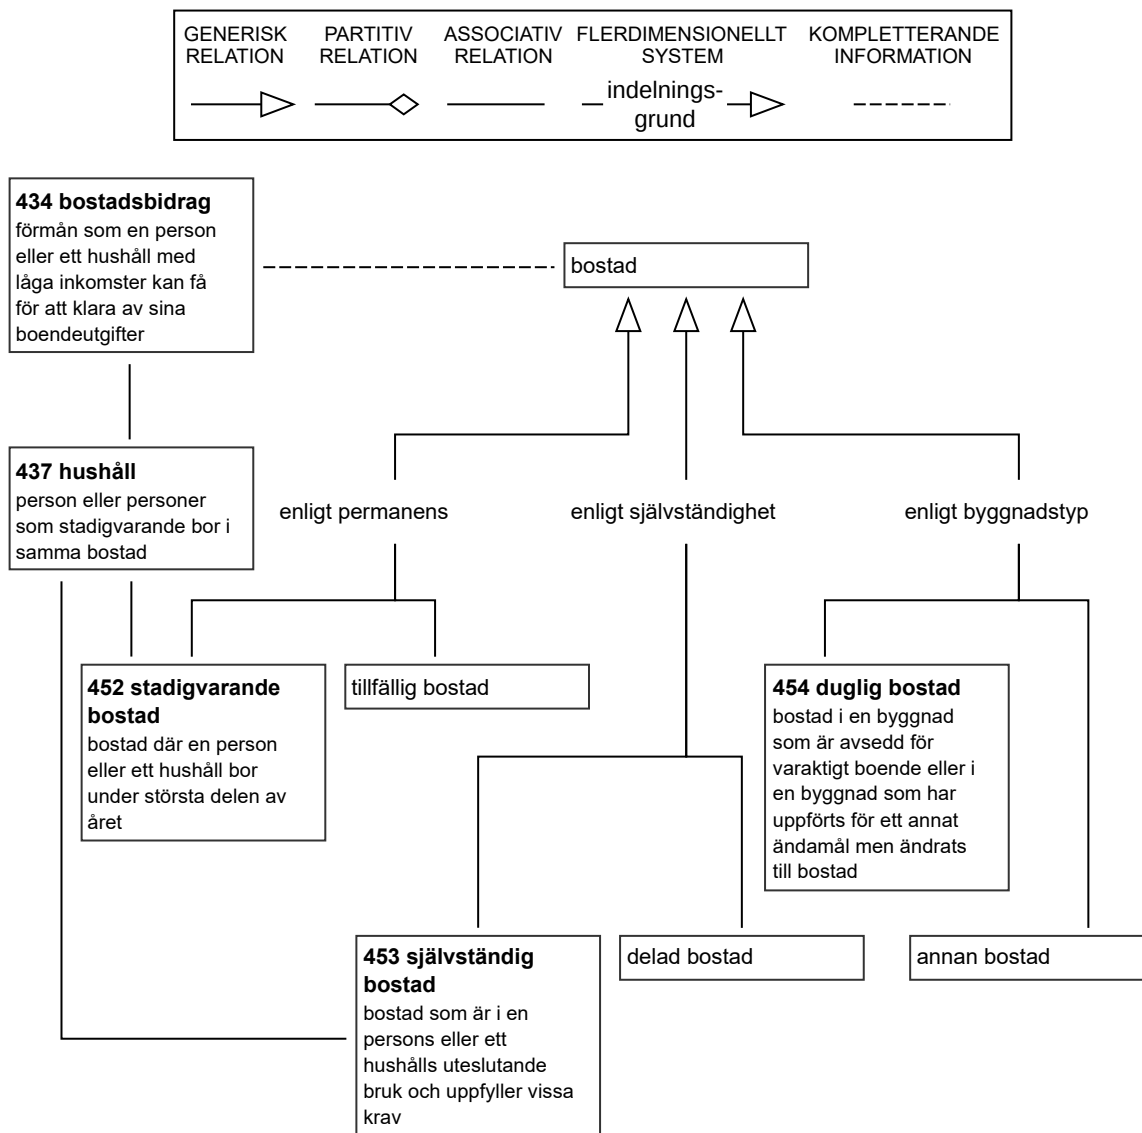 GENERISK
RELATION
PARTITIV
RELATION
ASSOCIATIV
RELATION
FLERDIMENSIONELLT
SYSTEM
KOMPLETTERANDE
INFORMATION
indelnings-
grund
434 bostadsbidrag
förmån som en person
eller ett hushåll med
låga inkomster kan få
för att klara av sina
boendeutgifter
bostad
437 hushåll
person eller personer
som stadigvarande bor i
samma bostad
enligt permanens
enligt självständighet
enligt byggnadstyp
452 stadigvarande
bostad
bostad där en person
eller ett hushåll bor
under största delen av
året
tillfällig bostad
454 duglig bostad
bostad i en byggnad
som är avsedd för
varaktigt boende eller i
en byggnad som har
uppförts för ett annat
ändamål men ändrats
till bostad
453 självständig
bostad
bostad som är i en
persons eller ett
hushålls uteslutande
bruk och uppfyller vissa
krav
delad bostad
annan bostad